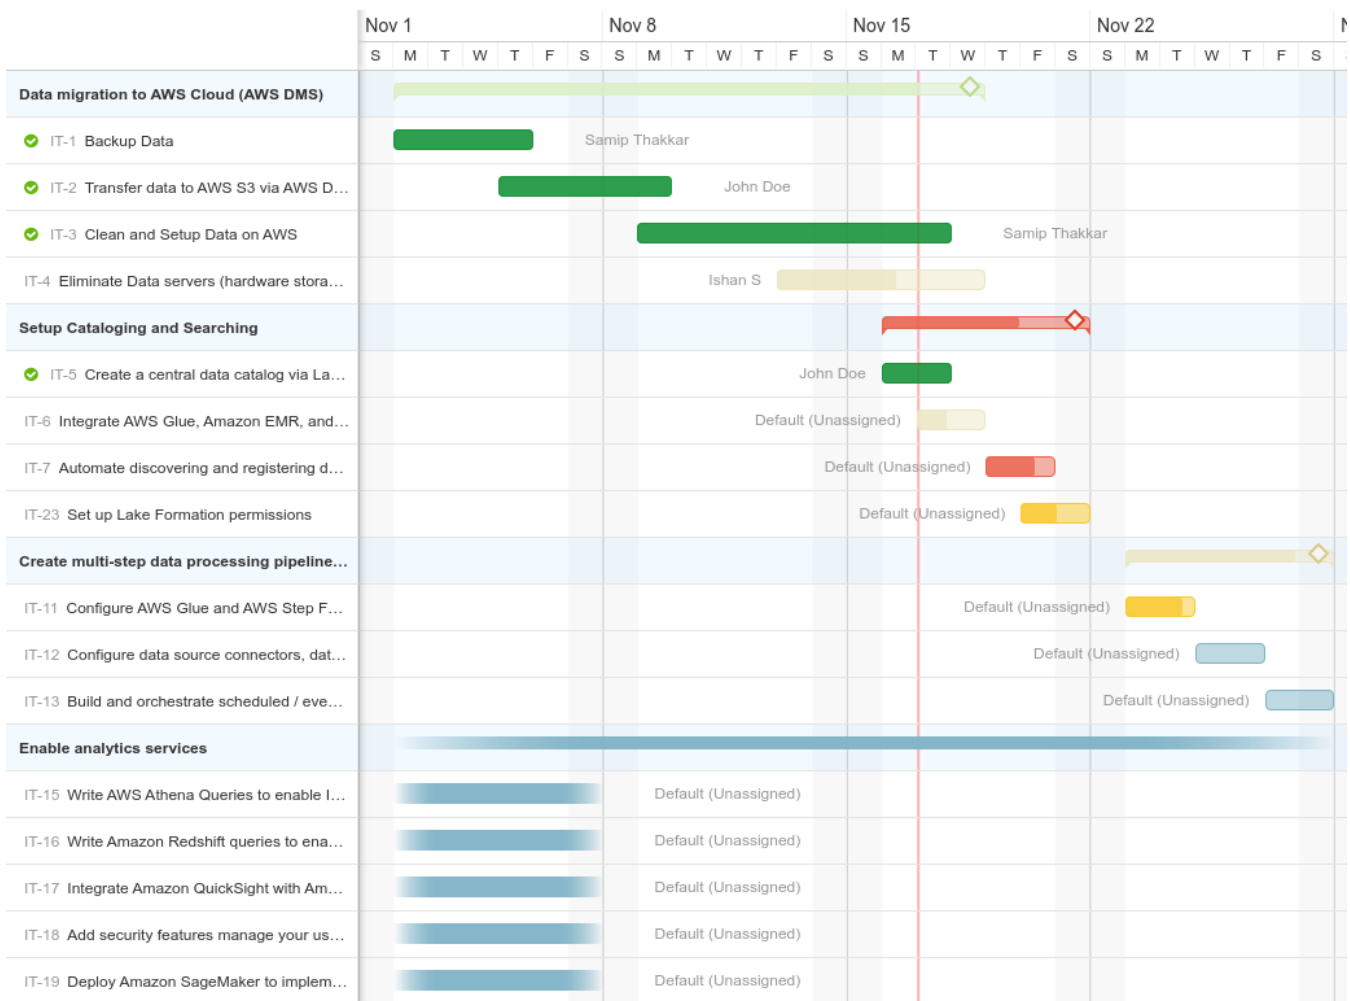 Nov 1 Nov 8 Nov 15 Nov 22
S M T W T F S S M T W T F S S M T W T F S S M T W T F S
Data migration to AWS Cloud (AWS DMS)
IT-1 Backup Data Samip Thakkar
IT-2 Transfer data to AWS S3 via AWS D... John Doe
IT-3 Clean and Setup Data on AWS Samip Thakkar
IT-4 Eliminate Data servers (hardware stora... Ishan S
Setup Cataloging and Searching
IT-5 Create a central data catalog via La... John Doe
IT-6 Integrate AWS Glue, Amazon EMR, and... Default (Unassigned)
IT-7 Automate discovering and registering d... Default (Unassigned)
IT-23 Set up Lake Formation permissions Default (Unassigned)
Create multi-step data processing pipeline...
IT-11 Configure AWS Glue and AWS Step F... Default (Unassigned)
IT-12 Configure data source connectors, dat... Default (Unassigned)
IT-13 Build and orchestrate scheduled / eve... Default (Unassigned)
Enable analytics services
IT-15 Write AWS Athena Queries to enable I... Default (Unassigned)
IT-16 Write Amazon Redshift queries to ena... Default (Unassigned)
IT-17 Integrate Amazon QuickSight with Am... Default (Unassigned)
IT-18 Add security features manage your us... Default (Unassigned)
IT-19 Deploy Amazon SageMaker to implem... Default (Unassigned)